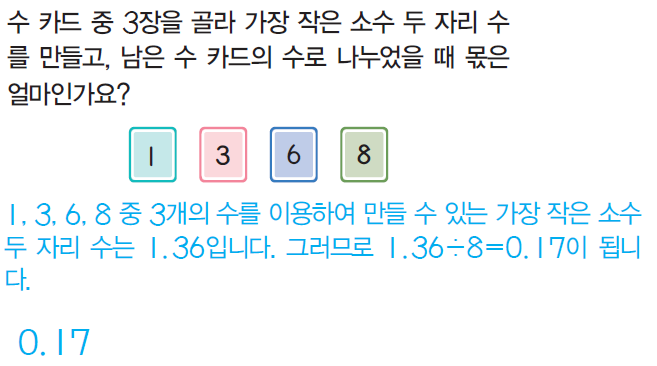 수 카드 중 3장을 골라 가장 작은 소수 두 자리 수
를 만들고, 남은 수 카드의 수로 나누었을 때 몫은
얼마인가요?
1 3 6 8
1, 3, 6, 8 중 3개의 수를 이용하여 만들 수 있는 가장 작은 소수
두 자리 수는 1.36입니다. 그러므로 1.36÷8=0.17이 됩니
다.
0.17